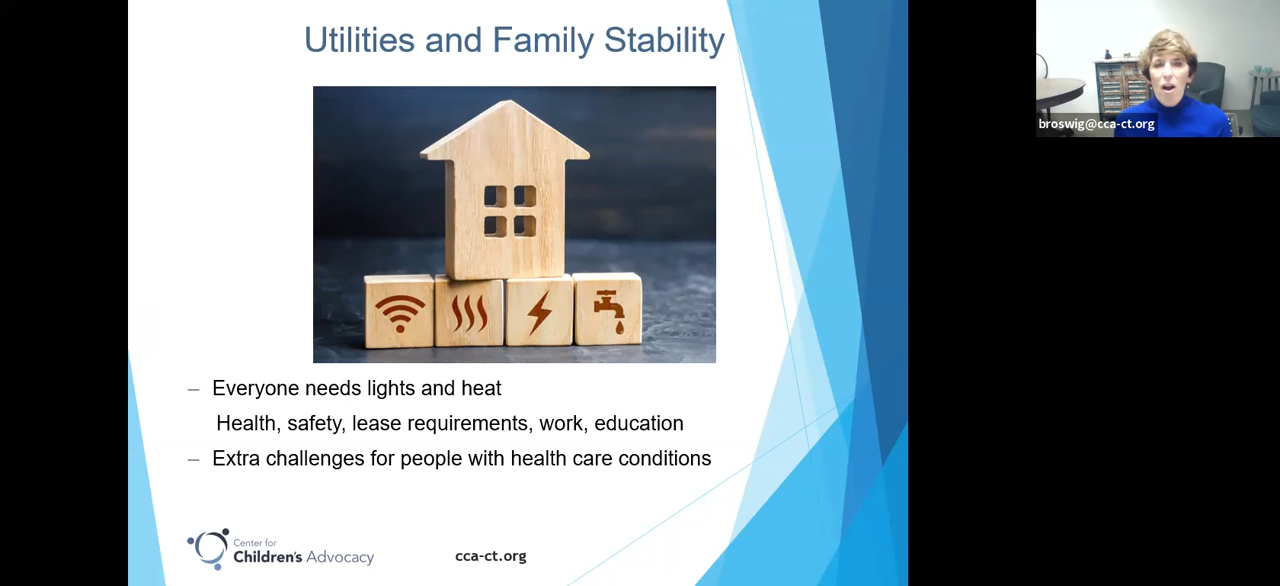 Utilities and Family Stability
broswig@cca-ct.org
– Everyone needs lights and heat
Health, safety, lease requirements, work, education
– Extra challenges for people with health care conditions
Center for
Children's Advocacy
cca-ct.org